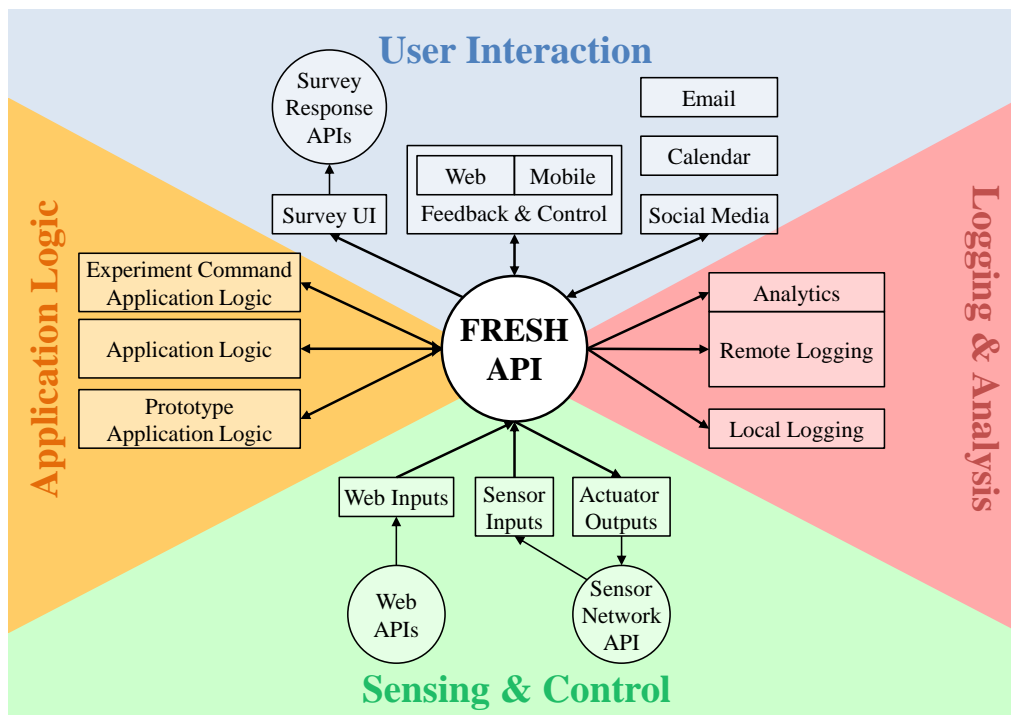 User Interaction
Survey
Response
APIs
Email
Calendar
Web
Mobile
Feedback & Control
Survey UI
Social Media
Application Logic
Experiment Command
Application Logic
Application Logic
Prototype
Application Logic
FRESH
API
Analytics
Remote Logging
Local Logging
Logging & Analysis
Web Inputs
Sensor
Inputs
Actuator
Outputs
Web
APIs
Sensor
Network
API
Sensing & Control